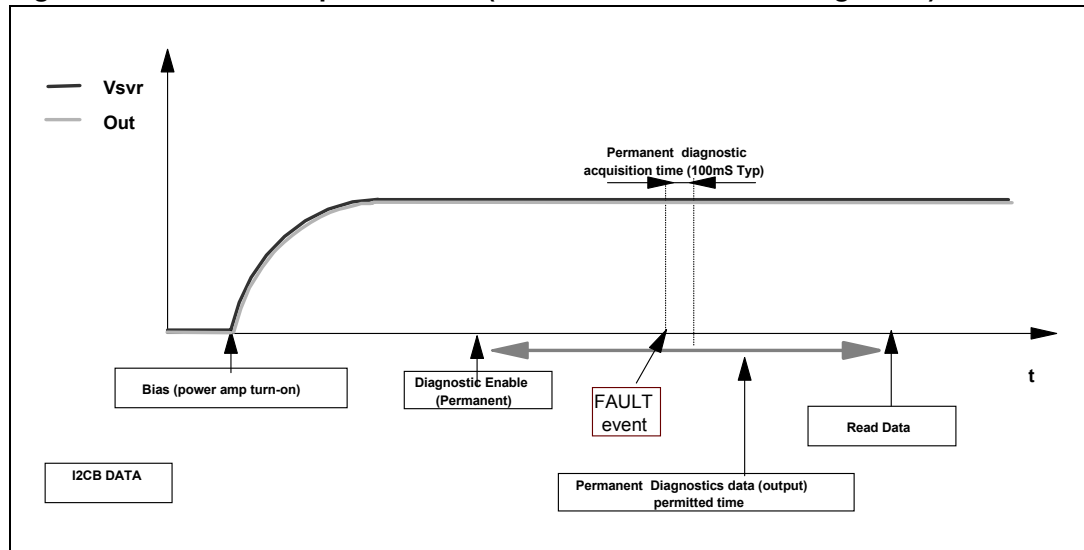 Vsvr
Out
Permanent diagnostic
acquisition time (100mS Typ)
t
Bias (power amp turn-on)
Diagnostic Enable
(Permanent)
FAULT
event
Read Data
I2CB DATA
Permanent Diagnostics data (output)
permitted time